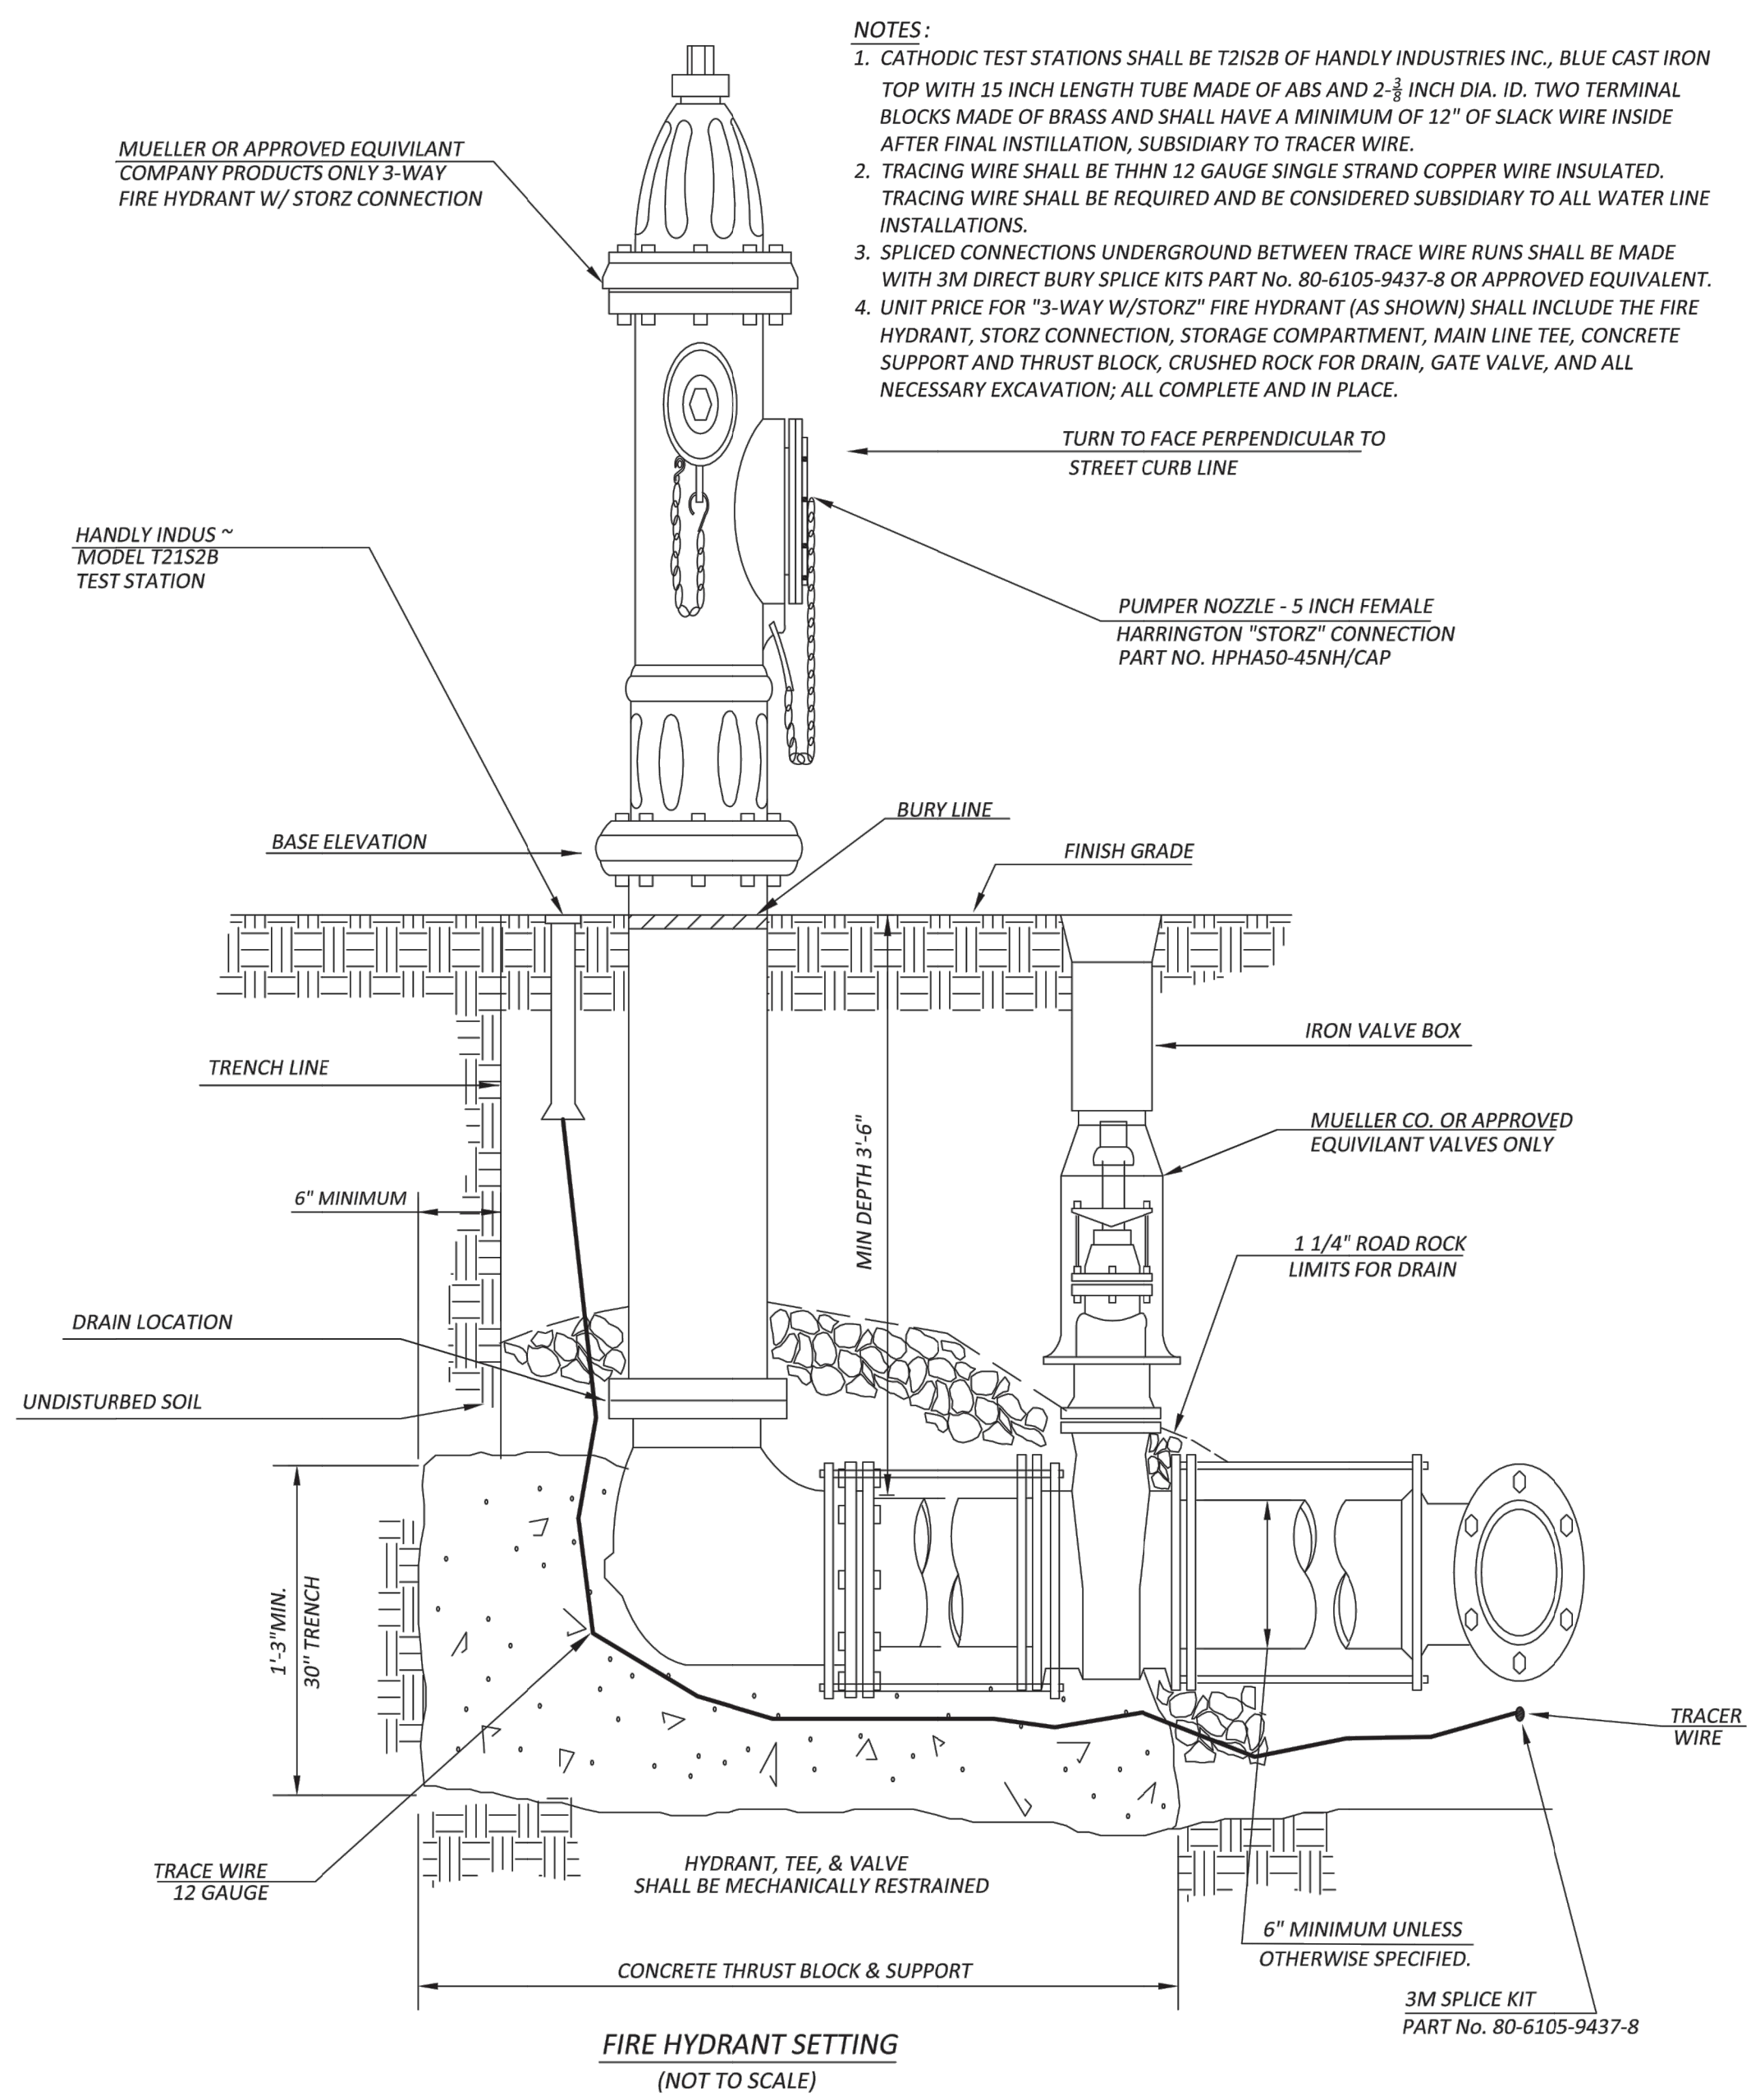 NOTES:
1. CATHODIC TEST STATIONS SHALL BE T2IS2B OF HANDLY INDUSTRIES INC., BLUE CAST IRON
TOP WITH 15 INCH LENGTH TUBE MADE OF ABS AND 2-3/8 INCH DIA. ID. TWO TERMINAL
BLOCKS MADE OF BRASS AND SHALL HAVE A MINIMUM OF 12" OF SLACK WIRE INSIDE
AFTER FINAL INSTILLATION, SUBSIDIARY TO TRACER WIRE.
2. TRACING WIRE SHALL BE THHN 12 GAUGE SINGLE STRAND COPPER WIRE INSULATED.
TRACING WIRE SHALL BE REQUIRED AND BE CONSIDERED SUBSIDIARY TO ALL WATER LINE
INSTALLATIONS.
3. SPLICED CONNECTIONS UNDERGROUND BETWEEN TRACE WIRE RUNS SHALL BE MADE
WITH 3M DIRECT BURY SPLICE KITS PART No. 80-6105-9437-8 OR APPROVED EQUIVALENT.
4. UNIT PRICE FOR "3-WAY W/STORZ" FIRE HYDRANT (AS SHOWN) SHALL INCLUDE THE FIRE
HYDRANT, STORZ CONNECTION, STORAGE COMPARTMENT, MAIN LINE TEE, CONCRETE
SUPPORT AND THRUST BLOCK, CRUSHED ROCK FOR DRAIN, GATE VALVE, AND ALL
NECESSARY EXCAVATION; ALL COMPLETE AND IN PLACE.
MUELLER OR APPROVED EQUIVILANT
COMPANY PRODUCTS ONLY 3-WAY
FIRE HYDRANT W/ STORZ CONNECTION
TURN TO FACE PERPENDICULAR TO
STREET CURB LINE
HANDLY INDUS ~
MODEL T21S2B
TEST STATION
PUMPER NOZZLE - 5 INCH FEMALE
HARRINGTON "STORZ" CONNECTION
PART NO. HPHA50-45NH/CAP
BURY LINE
BASE ELEVATION
FINISH GRADE
IRON VALVE BOX
TRENCH LINE
MIN DEPTH 3'-6"
MUELLER CO. OR APPROVED
EQUIVILANT VALVES ONLY
6" MINIMUM
1 1/4" ROAD ROCK
LIMITS FOR DRAIN
DRAIN LOCATION
UNDISTURBED SOIL
1'-3"MIN.
30" TRENCH
TRACER
WIRE
TRACE WIRE
12 GAUGE
HYDRANT, TEE, & VALVE
SHALL BE MECHANICALLY RESTRAINED
6" MINIMUM UNLESS
OTHERWISE SPECIFIED.
CONCRETE THRUST BLOCK & SUPPORT
3M SPLICE KIT
PART No. 80-6105-9437-8
FIRE HYDRANT SETTING
(NOT TO SCALE)